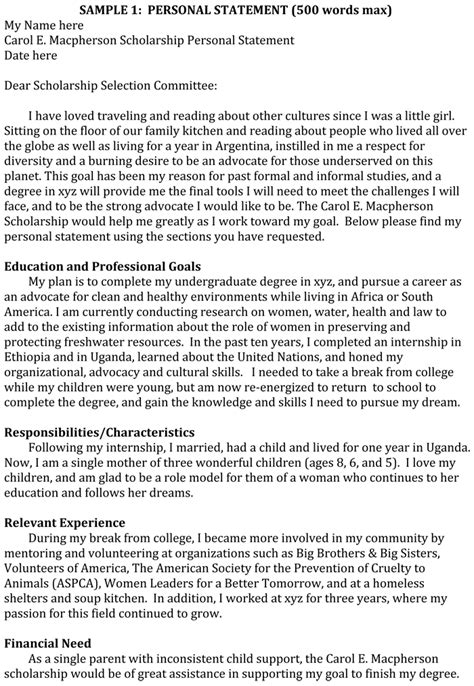 SAMPLE 1:  PERSONAL STATEMENT (500 words max)
My Name here
Carol E. Macpherson Scholarship Personal Statement
Date here
Dear Scholarship Selection Committee:
I have loved traveling and reading about other cultures since I was a little girl.
Sitting on the floor of our family kitchen and reading about people who lived all over
the globe as well as living for a year in Argentina, instilled in me a respect for
diversity and a burning desire to be an advocate for those underserved on this
planet. This goal has been my reason for past formal and informal studies, and a
degree in xyz will provide me the final tools I will need to meet the challenges I will
face, and to be the strong advocate I would like to be. The Carol E. Macpherson
Scholarship would help me greatly as I work toward my goal.  Below please find my
personal statement using the sections you have requested.
Education and Professional Goals
My plan is to complete my undergraduate degree in xyz, and pursue a career as
an advocate for clean and healthy environments while living in Africa or South
America. I am currently conducting research on women, water, health and law to
add to the existing information about the role of women in preserving and
protecting freshwater resources.  In the past ten years, I completed an internship in
Ethiopia and in Uganda, learned about the United Nations, and honed my
organizational, advocacy and cultural skills.   I needed to take a break from college
while my children were young, but am now re-energized to return  to school to
complete the degree, and gain the knowledge and skills I need to pursue my dream.
Responsibilities/Characteristics
Following my internship, I married, had a child and lived for one year in Uganda.
Now, I am a single mother of three wonderful children (ages 8, 6, and 5).  I love my
children, and am glad to be a role model for them of a woman who continues to her
education and follows her dreams.
Relevant Experience
During my break from college, I became more involved in my community by
mentoring and volunteering at organizations such as Big Brothers & Big Sisters,
Volunteers of America, The American Society for the Prevention of Cruelty to
Animals (ASPCA), Women Leaders for a Better Tomorrow, and at a homeless
shelters and soup kitchen.  In addition, I worked at xyz for three years, where my
passion for this field continued to grow.
Financial Need
As a single parent with inconsistent child support, the Carol E. Macpherson
scholarship would be of great assistance in supporting my goal to finish my degree.